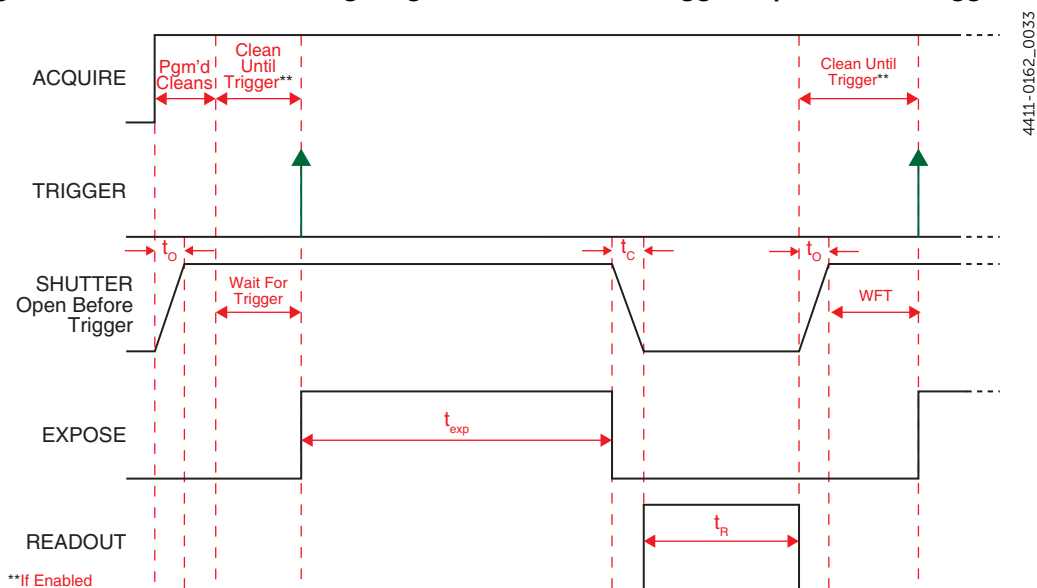 4411-0162_0033
ACQUIRE
Pgm'd
Cleans
Clean
Until
Trigger**
Clean Until
Trigger**
TRIGGER
tO
tC
tO
SHUTTER
Open Before
Trigger
Wait For
Trigger
WFT
EXPOSE
texp
READOUT
tR
**If Enabled